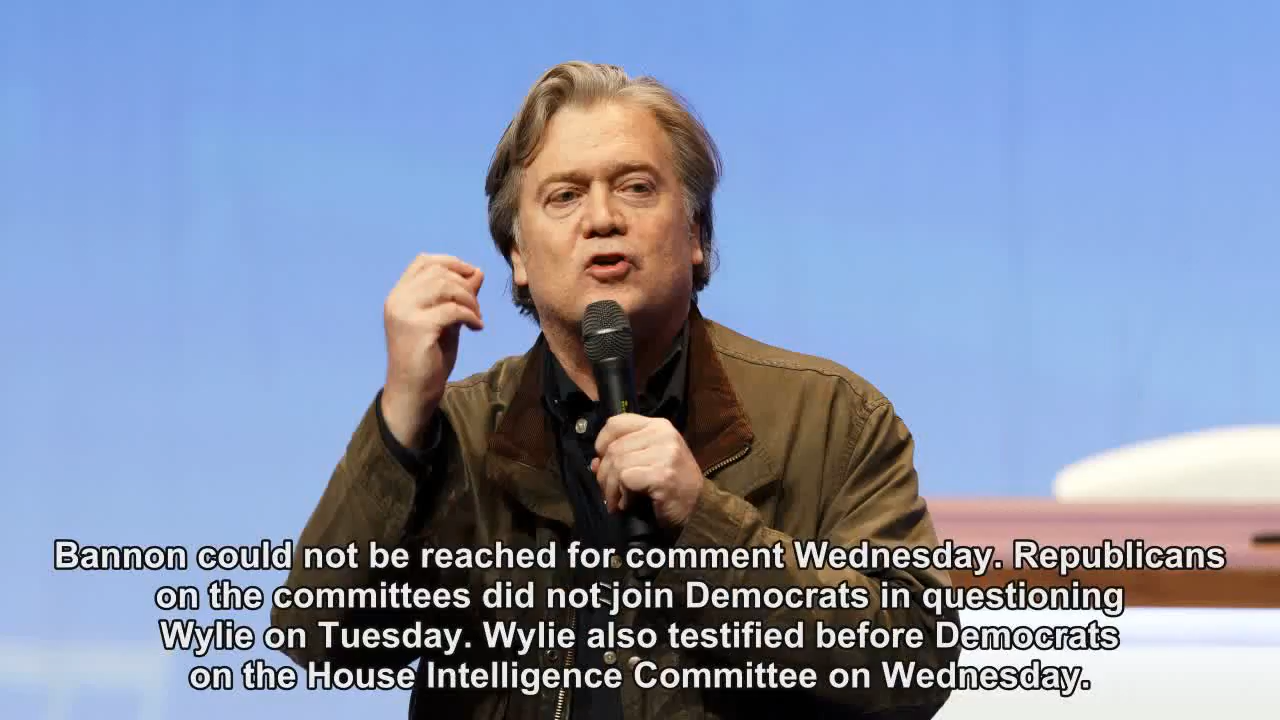 Bannon could not be reached for comment Wednesday. Republicans
on the committees did not join Democrats in questioning
Wylie on Tuesday. Wylie also testified before Democrats
on the House Intelligence Committee on Wednesday.